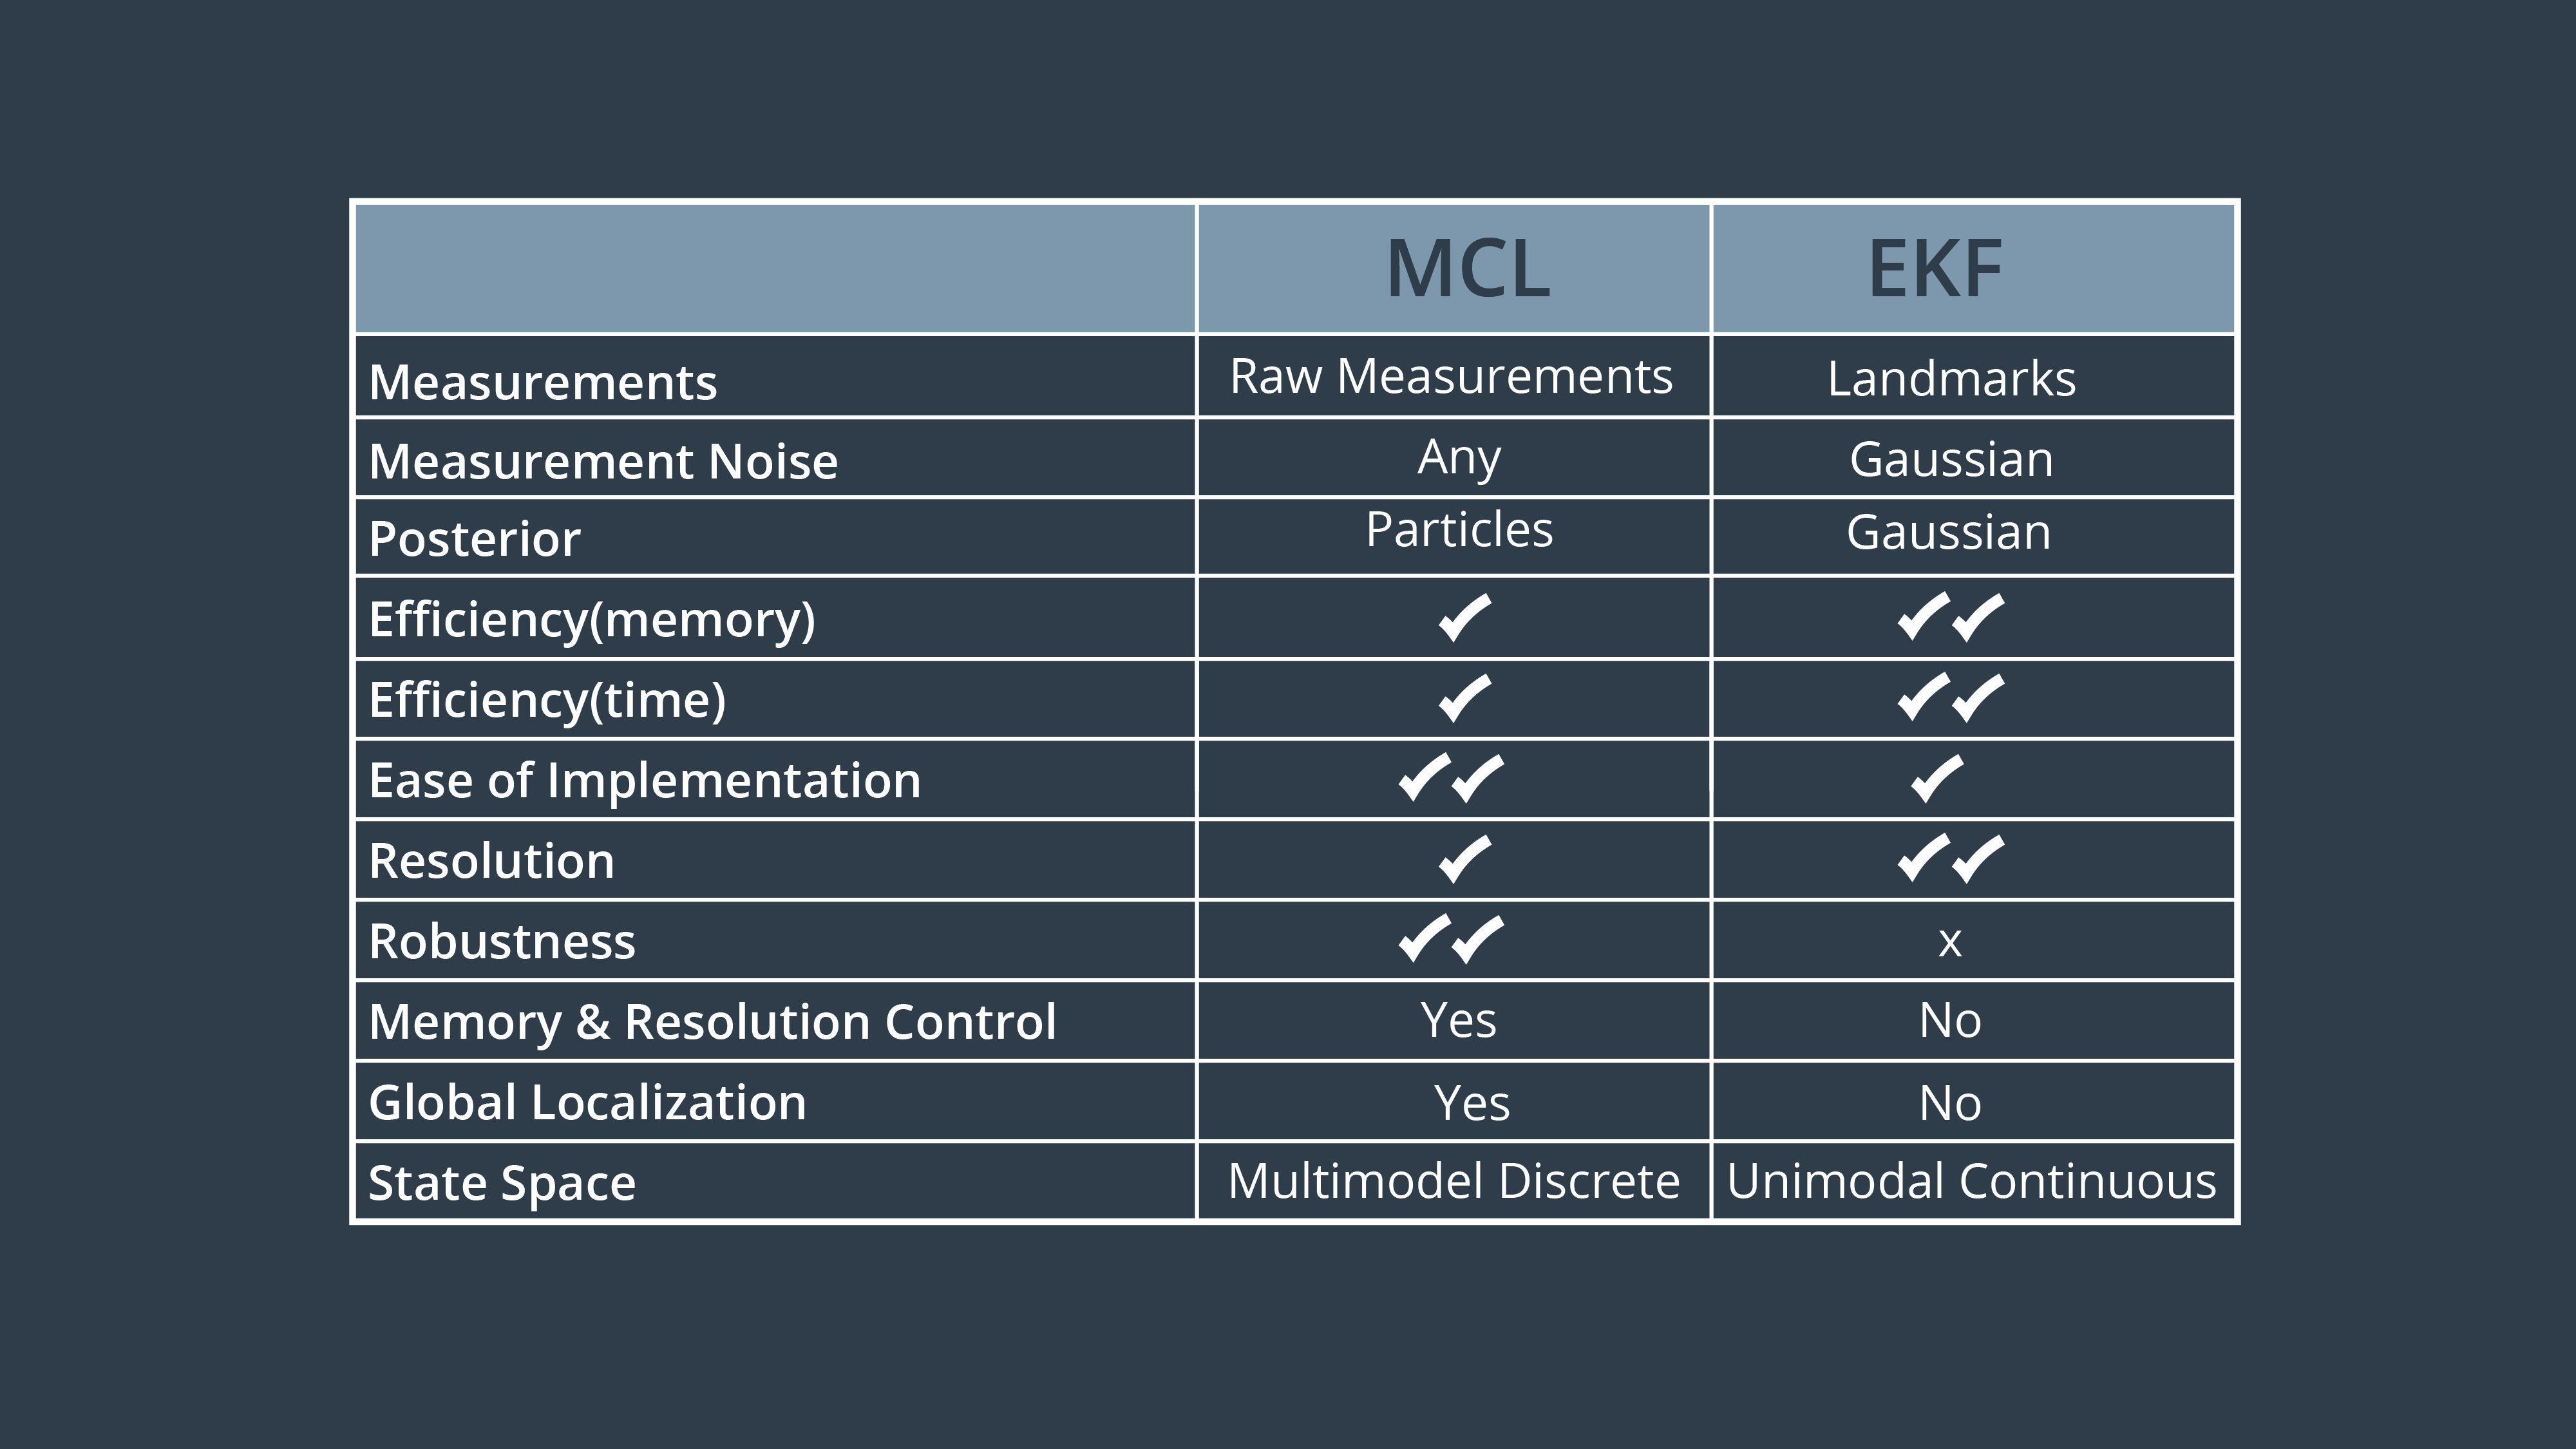 MCL EKF
Measurements Raw Measurements Landmarks
Measurement Noise Any Gaussian
Posterior Particles Gaussian
Efficiency(memory) ✓ ✓✓
Efficiency(time) ✓ ✓✓
Ease of Implementation ✓✓ ✓
Resolution ✓ ✓✓
Robustness ✓✓ x
Memory & Resolution Control Yes No
Global Localization Yes No
State Space Multimodel Discrete Unimodal Continuous